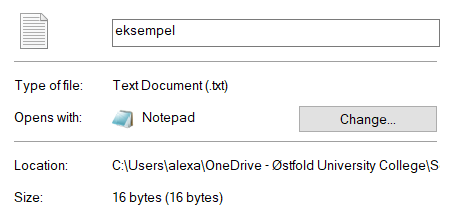 eksempel
Type of file: Text Document (.txt)
Opens with: Notepad Change...
Location: C:\Users\alexa\OneDrive - Østfold University College\S
Size: 16 bytes (16 bytes)